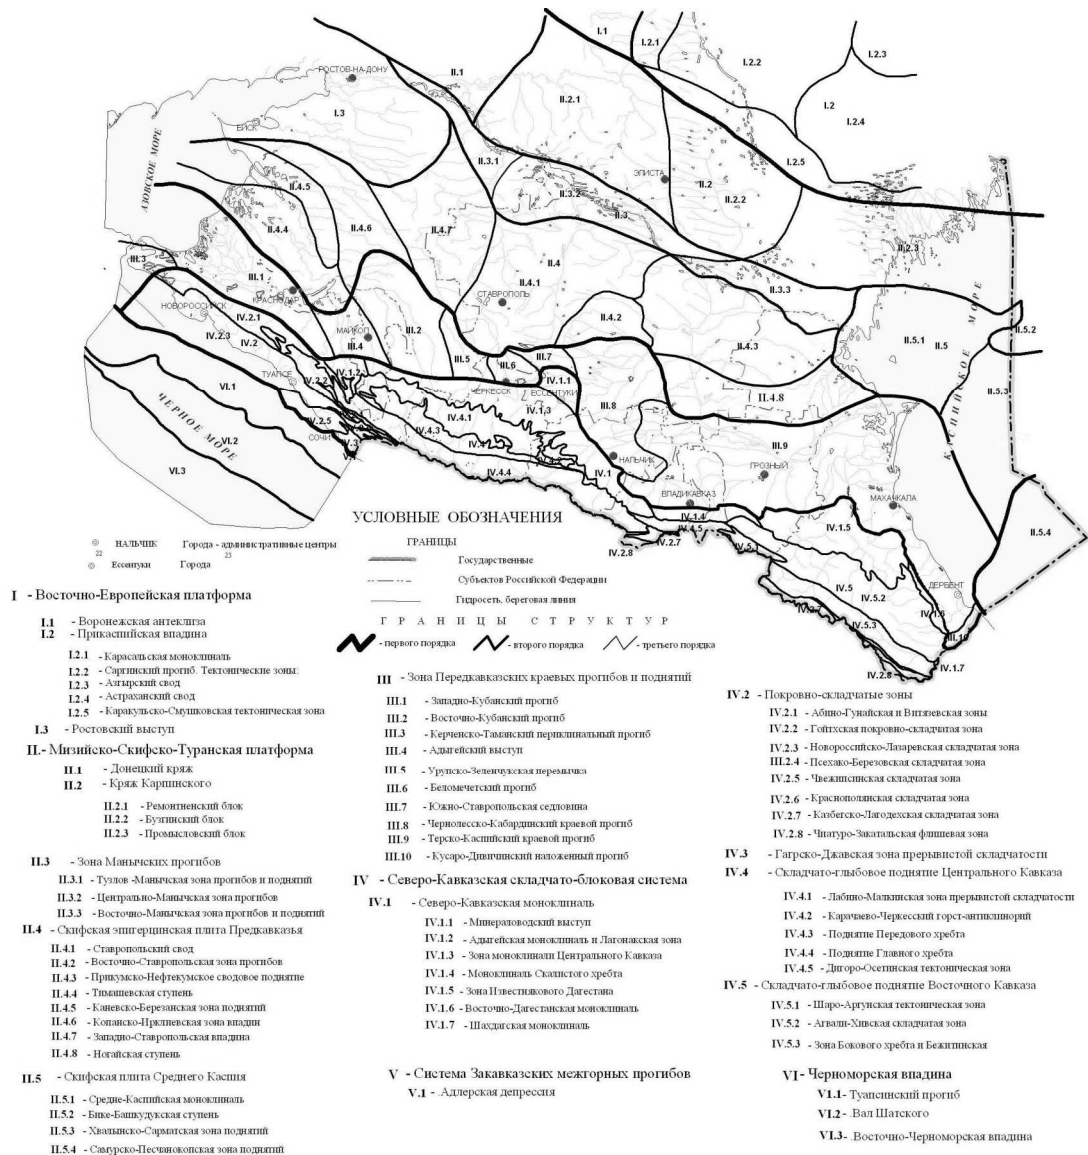 I.1
I.2.1
I.2.2
I.2.3
I.2
I.2.4
I.2.5
РОСТОВ-НА-ДОНУ
II.1
I.3
II.2.1
ЕЙСК
АЗОВСКОЕ МОРЕ
II.3.1
ЭЛИСТА
II.2
II.3.2
II.2.2
II.3
II.4.5
II.4.4
II.4.6
II.4.7
II.2.3
III.3
III.1
II.4
II.4.1
II.3.3
КРАСНОДАР
СТАВРОПОЛЬ
НОВОРОССИЙСК
IV.2.1
IV.2.3
IV.2
МАЙКОП
III.4
III.2
II.4.2
II.4.3
II.5.1
II.5
II.5.2
II.5.3
КАСПИЙСКОЕ МОРЕ
III.5
III.6
III.7
ЧЕРКЕССК
ЕССЕНТУКИ
IV.1.1
II.4.8
ТУАПСЕ
IV.2.2
IV.1.2
VI.1
ЧЕРНОЕ МОРЕ
VI.2
VI.3
IV.2.5
СОЧИ
IV.3
IV.4.1
IV.1.3
IV.4.3
IV.4
IV.4.2
IV.4.4
III.8
III.9
НАЛЬЧИК
IV.1
ГРОЗНЫЙ
ВЛАДИКАВКАЗ
МАХАЧКАЛА
IV.1.4
IV.4.5
IV.2.7
IV.2.8
IV.5.1
IV.1.5
II.5.4
IV.5
IV.5.2
ДЕРБЕНТ
IV.1.6
IV.2.7
IV.5.3
III.10
IV.2.8
IV.1.7
УСЛОВНЫЕ ОБОЗНАЧЕНИЯ
НАЛЬЧИК Города - административные центры
22 23
Ессентуки Города
ГРАНИЦЫ
Государственные
Субъектов Российской Федерации
Гидросеть, береговая линия
ГРАНИЦЫ СТРУКТУР
- первого порядка - второго порядка - третьего порядка
I - Восточно-Европейская платформа
I.1 - Воронежская антеклиза
I.2 - Прикаспийская впадина
I.2.1 - Карасальская моноклиналь
I.2.2 - Саргинский прогиб. Тектонические зоны:
I.2.3 - Азгырский свод
I.2.4 - Астраханский свод
I.2.5 - Каракульско-Смушковская тектоническая зона
I.3 - Ростовский выступ
II.- Мизийско-Скифско-Туранская платформа
II.1 - Донецкий кряж
II.2 - Кряж Карпинского
II.2.1 - Ремонтненский блок
II.2.2 - Бузгинский блок
II.2.3 - Промысловский блок
II.3 - Зона Манычских прогибов
II.3.1 - Тузлов -Манычская зона прогибов и поднятий
II.3.2 - Центрально-Манычская зона прогибов
II.3.3 - Восточно-Манычская зона прогибов и поднятий
II.4 - Скифская эпигерцинская плита Предкавказья
II.4.1 - Ставропольский свод
II.4.2 - Восточно-Ставропольская зона прогибов
II.4.3 - Прикумско-Нефтекумское сводовое поднятие
II.4.4 - Тимашевская ступень
II.4.5 - Каневско-Березанская зона поднятий
II.4.6 - Копанско-Ирклиевская зона впадин
II.4.7 - Западно-Ставропольская впадина
II.4.8 - Ногайская ступень
II.5 - Скифская плита Среднего Каспия
II.5.1 - Средне-Каспийская моноклиналь
II.5.2 - Бике-Башкудукская ступень
II.5.3 - Хвалынско-Сарматская зона поднятий
II.5.4 - Самурско-Песчанокопская зона поднятий
III - Зона Передкавказских краевых прогибов и поднятий
III.1 - Западно-Кубанский прогиб
III.2 - Восточно-Кубанский прогиб
III.3 - Керченско-Таманский периклинальный прогиб
III.4 - Адыгейский выступ
III.5 - Урупско-Зеленчукская перемычка
III.6 - Беломечетский прогиб
III.7 - Южно-Ставропольская седловина
III.8 - Чернолесско-Кабардинский краевой прогиб
III.9 - Терско-Каспийский краевой прогиб
III.10 - Кусаро-Дивичинский наложенный прогиб
IV - Северо-Кавказская складчато-блоковая система
IV.1 - Северо-Кавказская моноклиналь
IV.1.1 - Минераловодский выступ
IV.1.2 - Адыгейская моноклиналь и Лагонакская зона
IV.1.3 - Зона моноклинали Центрального Кавказа
IV.1.4 - Моноклиналь Скалистого хребта
IV.1.5 - Зона Известнякового Дагестана
IV.1.6 - Восточно-Дагестанская моноклиналь
IV.1.7 - Шахдагская моноклиналь
V - Система Закавказских межгорных прогибов
V.1 - .Адлерская депрессия
IV.2 - Покровно-складчатые зоны
IV.2.1 - Абино-Гунайская и Витязевская зоны
IV.2.2 - Гойтхская покровно-складчатая зона
IV.2.3 - Новороссийско-Лазаревская складчатая зона
III.2.4 - Псехако-Березовская складчатая зона
IV.2.5 - Чвежипсинская складчатая зона
IV.2.6 - Краснополянская складчатая зона
IV.2.7 - Казбегско-Лагодехская складчатая зона
IV.2.8 - Чиатуро-Закатальская флишевая зона
IV.3 - Гагрско-Джавская зона прерывистой складчатости
IV.4 - Складчато-глыбовое поднятие Центрального Кавказа
IV.4.1 - Лабино-Малкинская зона прерывистой складчатости
IV.4.2 - Карачаево-Черкесский горст-антиклинорий
IV.4.3 - Поднятие Передового хребта
IV.4.4 - Поднятие Главного хребта
IV.4.5 - Дигоро-Осетинская тектоническая зона
IV.5 - Складчато-глыбовое поднятие Восточного Кавказа
IV.5.1 - Шаро-Аргунская тектоническая зона
IV.5.2 - Агвали-Хивская складчатая зона
IV.5.3 - Зона Бокового хребта и Бежитинская
VI - Черноморская впадина
V1.1- Туапсинский прогиб
VI.2 - .Вал Шатского
VI.3- .Восточно-Черноморская впадина